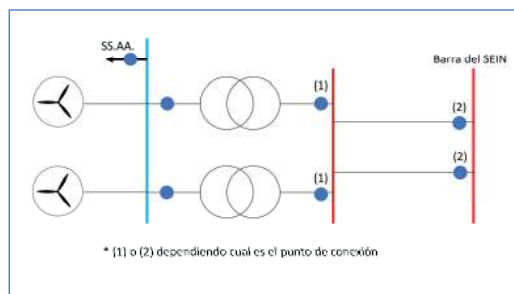 SS.AA.
Barra del SEIN
(1)
(2)
(2)
(1)
* (1) o (2) dependiendo cual es el punto de conexión